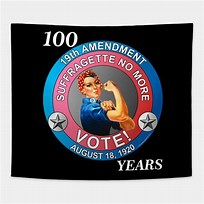 100
19th AMENDMENT
SUFFRAGETTE NO MORE
VOTE!
AUGUST 18, 1920
YEARS